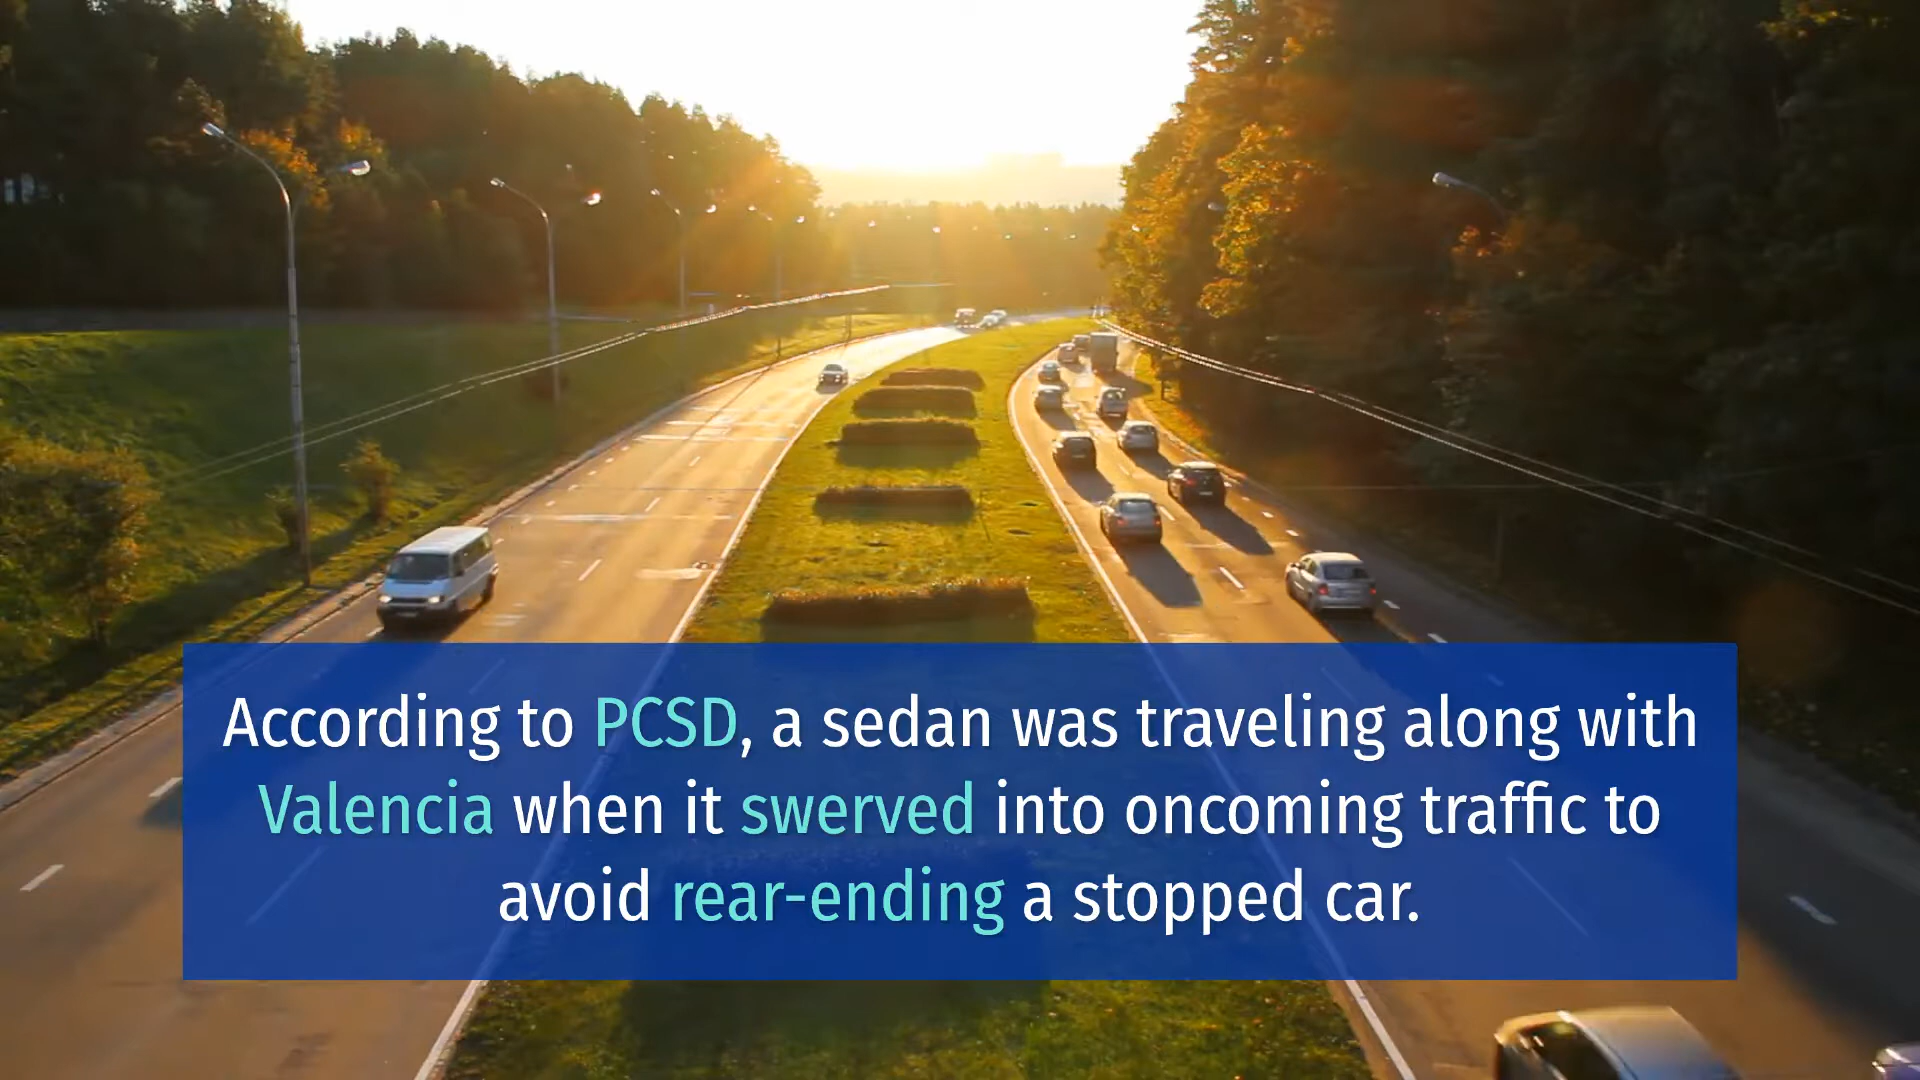 According to PCSD, a sedan was traveling along with
Valencia when it swerved into oncoming traffic to
avoid rear-ending a stopped car.